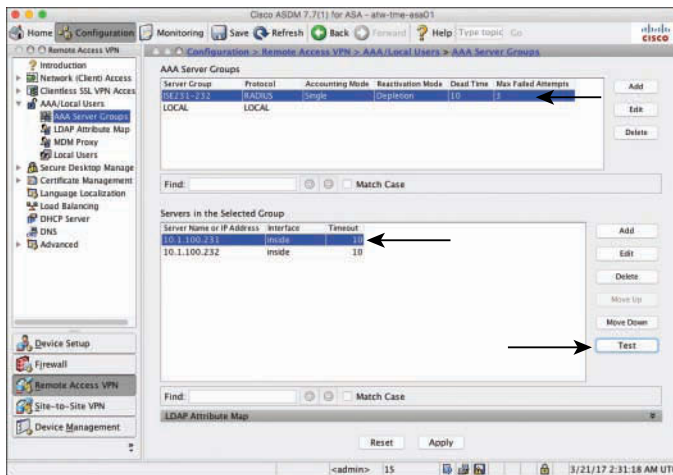 Cisco ASDM 7.7(1) for ASA - atw-tme-asa01
Home Configuration Monitoring Save Refresh Back Forward Help Type topic Go
CISCO
Remote Access VPN
Introduction
Network (Client) Access
Clientless SSL VPN Acces
AAA/Local Users
AAA Server Groups
LDAP Attribute Map
MDM Proxy
Local Users
Secure Desktop Manage
Certificate Management
Language Localization
Load Balancing
DHCP Server
DNS
Advanced
Device Setup
Firewall
Remote Access VPN
Site-to-Site VPN
Device Management
Configuration > Remote Access VPN > AAA/Local Users > AAA Server Groups
AAA Server Groups
Server Group Protocol Accounting Mode Reactivation Mode Dead Time Max Failed Attempts
ISE231-232 RADIUS Single Depletion 10 3
LOCAL LOCAL
Add
Edit
Delete
Find: Match Case
Servers in the Selected Group
Server Name or IP Address Interface Timeout
10.1.100.231 inside 10
10.1.100.232 inside 10
Add
Edit
Delete
Move Up
Move Down
Test
Find: Match Case
LDAP Attribute Map
Reset Apply
<admin> 15 3/21/17 2:31:18 AM UT